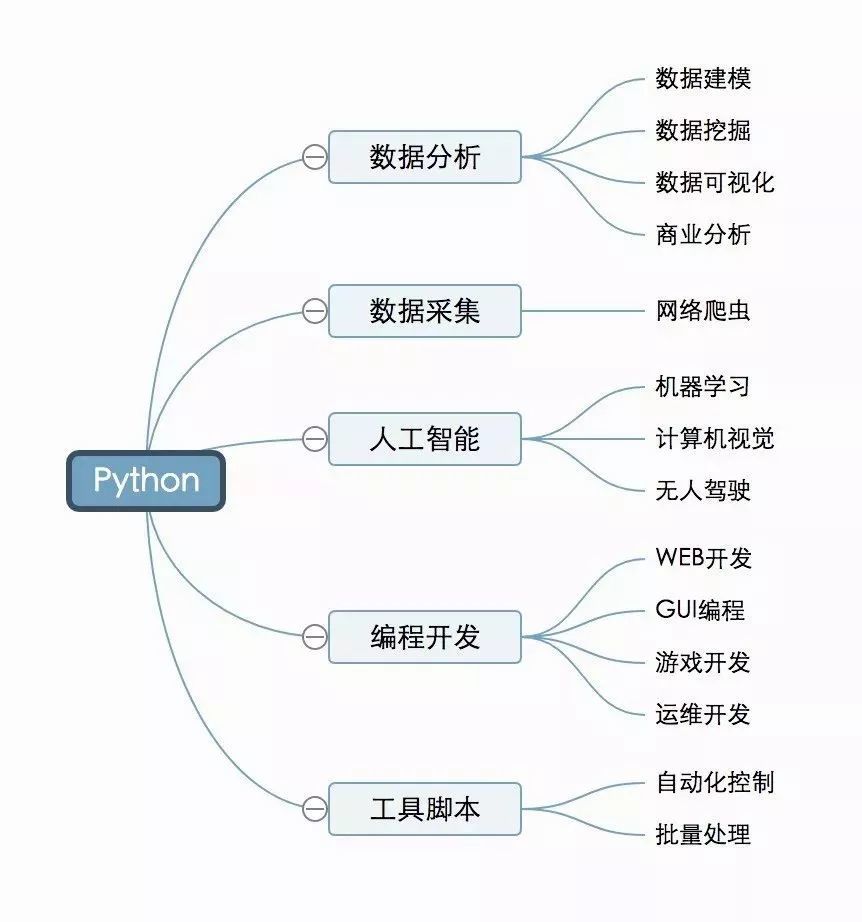 Python
数据分析
数据建模
数据挖掘
数据可视化
商业分析
数据采集
网络爬虫
人工智能
机器学习
计算机视觉
无人驾驶
编程开发
WEB开发
GUI编程
游戏开发
运维开发
工具脚本
自动化控制
批量处理